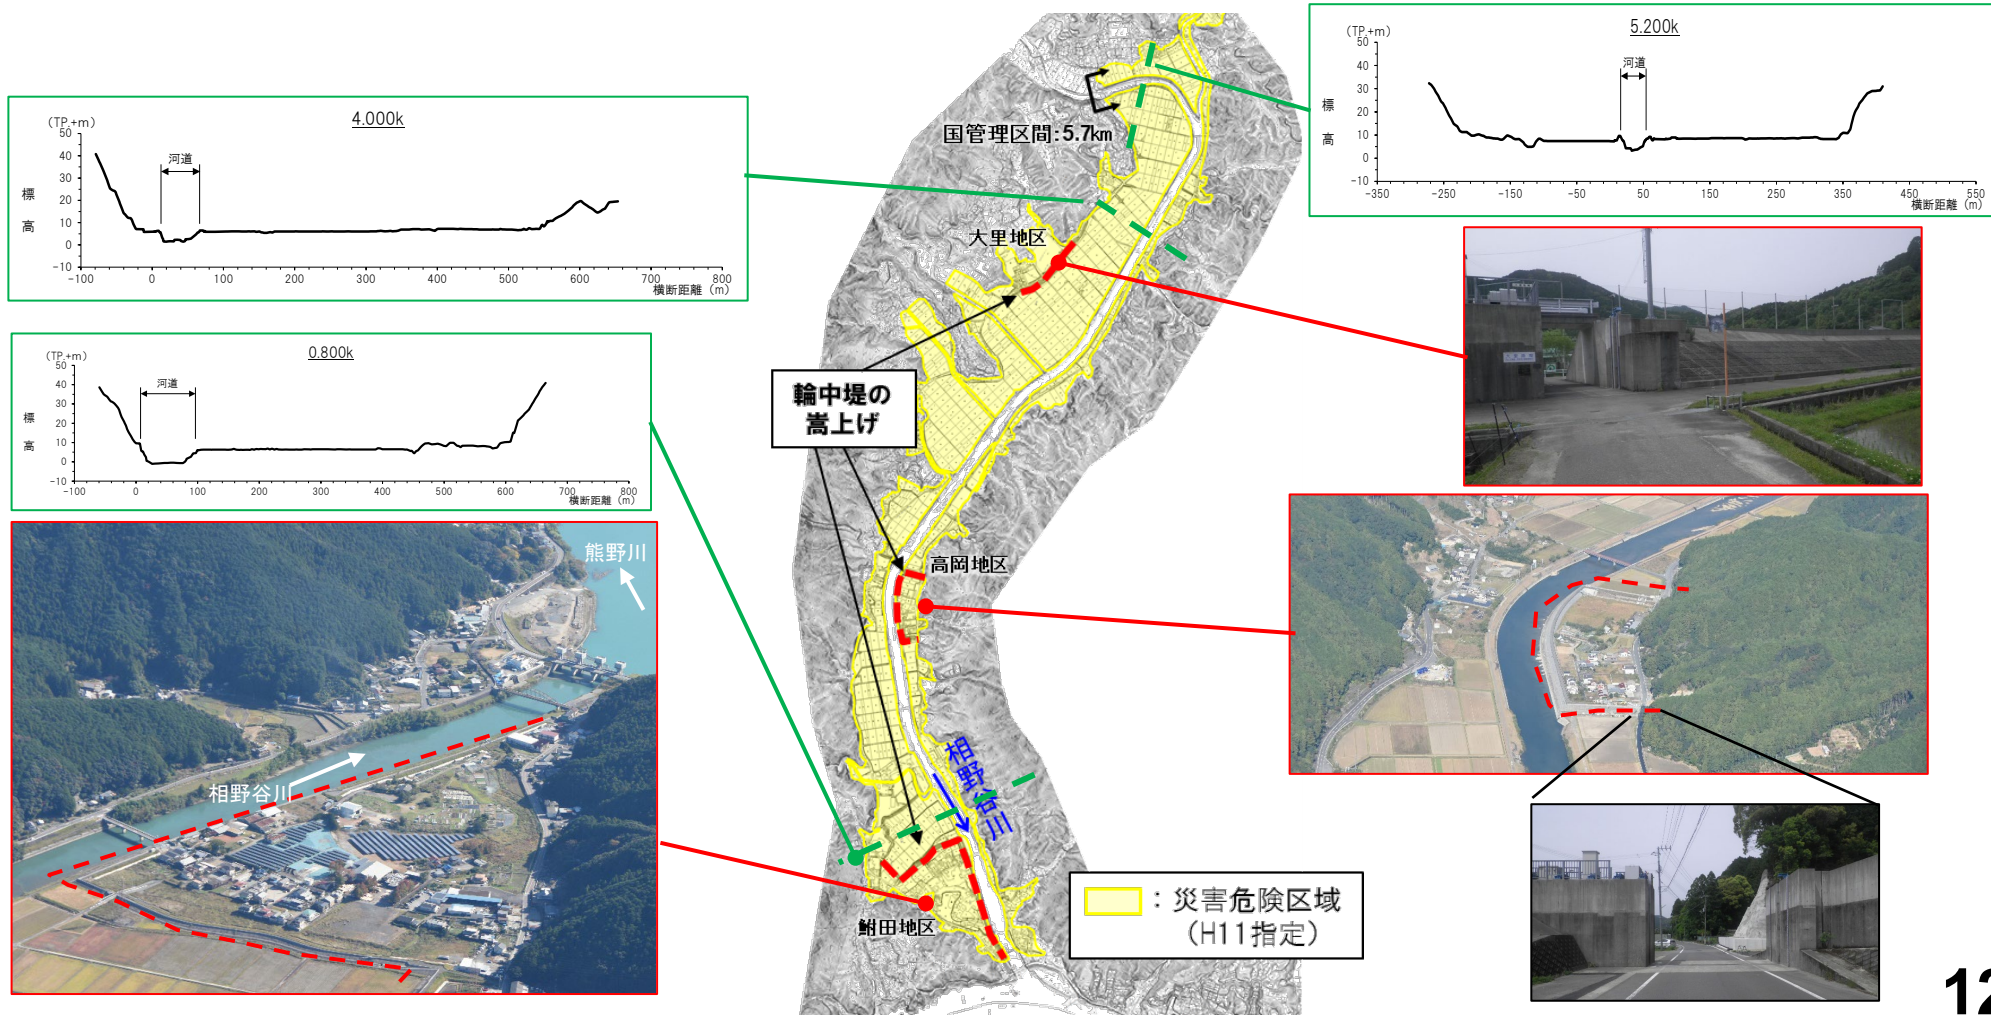 4.000k
(TP.+m)
50
40
30
20
10
0
-10
標
高
河道
-100
0
100
200
300
400
500
600
700
800
横断距離 (m)
0.800k
(TP.+m)
50
40
30
20
10
0
-10
標
高
河道
-100
0
100
200
300
400
500
600
700
800
横断距離 (m)
熊野川
相野谷川
国管理区間:5.7km
大里地区
輪中堤の
嵩上げ
高岡地区
相野谷川
鮒田地区
:災害危険区域
(H11指定)
5.200k
(TP.+m)
50
40
30
20
10
0
-10
標
高
河道
-350
-250
-150
-50
50
150
250
350
450
550
横断距離 (m)
12